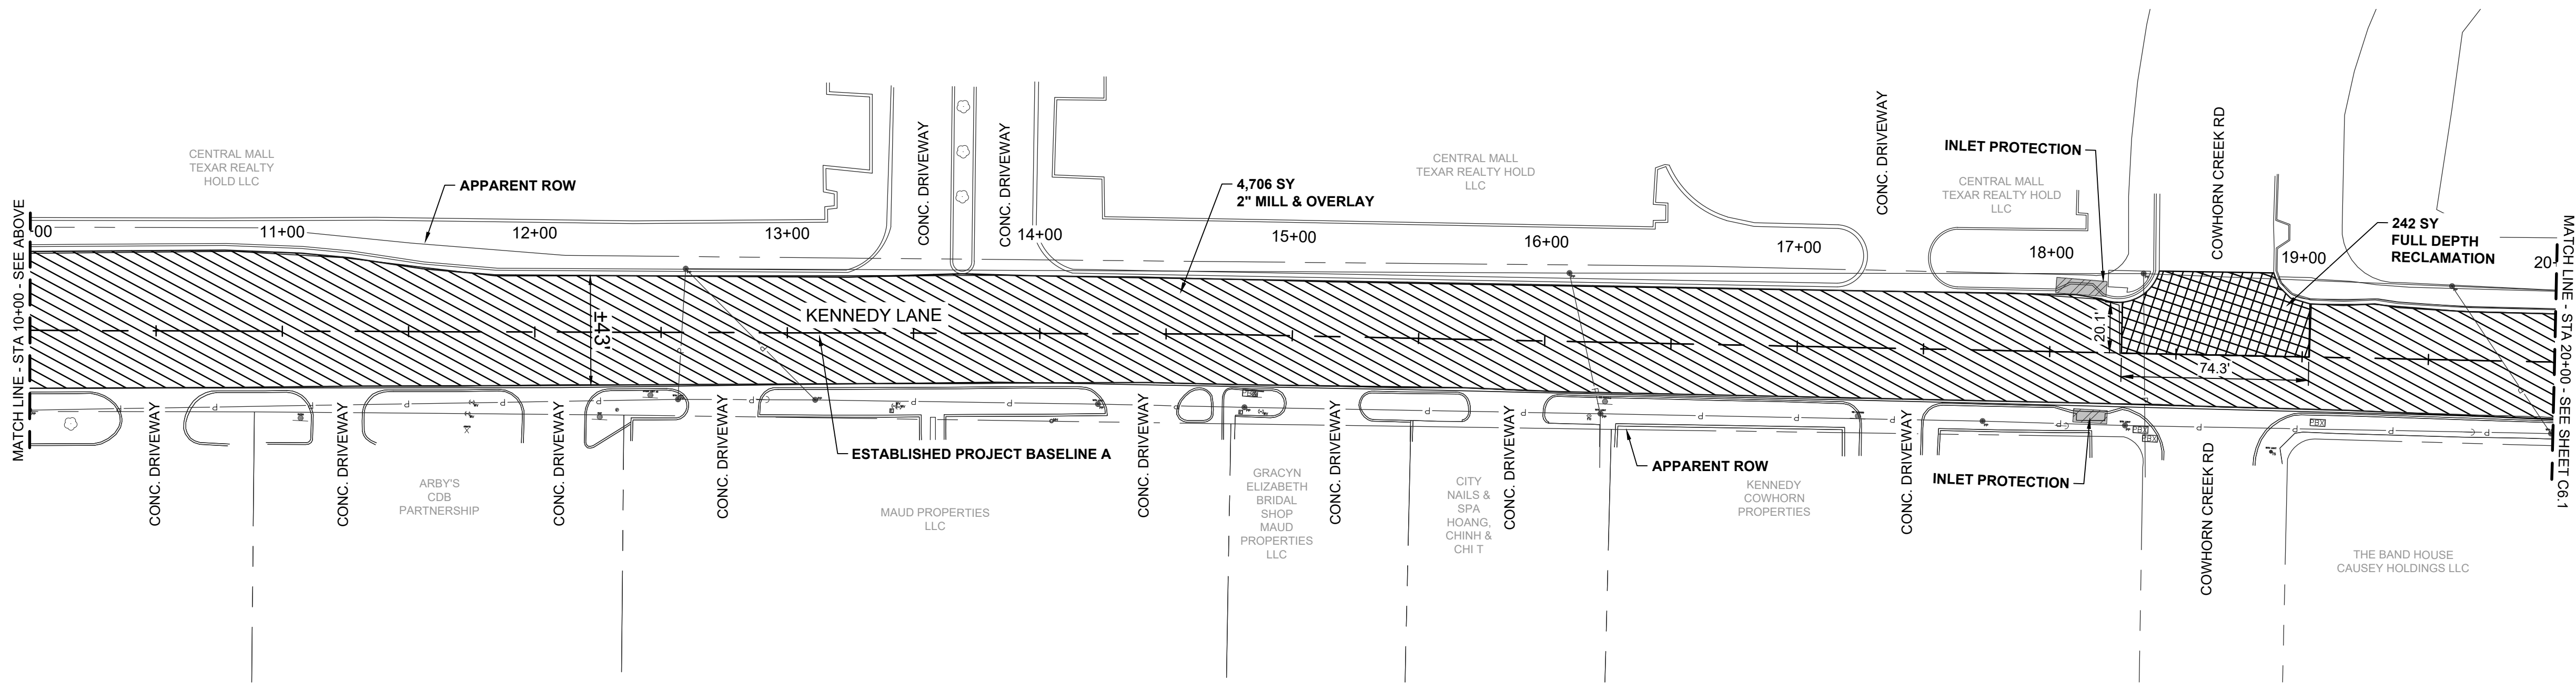 MATCH LINE - STA 10+00 - SEE ABOVE
CENTRAL MALL
TEXAR REALTY
HOLD LLC
APPARENT ROW
CONC. DRIVEWAY
CONC. DRIVEWAY
4,706 SY
2" MILL & OVERLAY
CENTRAL MALL
TEXAR REALTY HOLD
LLC
CONC. DRIVEWAY
INLET PROTECTION
CENTRAL MALL
TEXAR REALTY HOLD
LLC
COWHORN CREEK RD
242 SY
FULL DEPTH
RECLAMATION
MATCH LINE - STA 20+00 - SEE SHEET C6.1
00
11+00
12+00
13+00
14+00
15+00
16+00
17+00
18+00
19+00
20+
±43'
KENNEDY LANE
20.1'
74.3'
CONC. DRIVEWAY
CONC. DRIVEWAY
CONC. DRIVEWAY
CONC. DRIVEWAY
ESTABLISHED PROJECT BASELINE A
CONC. DRIVEWAY
CONC. DRIVEWAY
CONC. DRIVEWAY
APPARENT ROW
CONC. DRIVEWAY
INLET PROTECTION
COWHORN CREEK RD
ARBY'S
CDB
PARTNERSHIP
MAUD PROPERTIES
LLC
GRACYN
ELIZABETH
BRIDAL
SHOP
MAUD
PROPERTIES
LLC
CITY
NAILS &
SPA
HOANG,
CHINH &
CHI T
KENNEDY
COWHORN
PROPERTIES
PBX
PBX
PBX
THE BAND HOUSE
CAUSEY HOLDINGS LLC